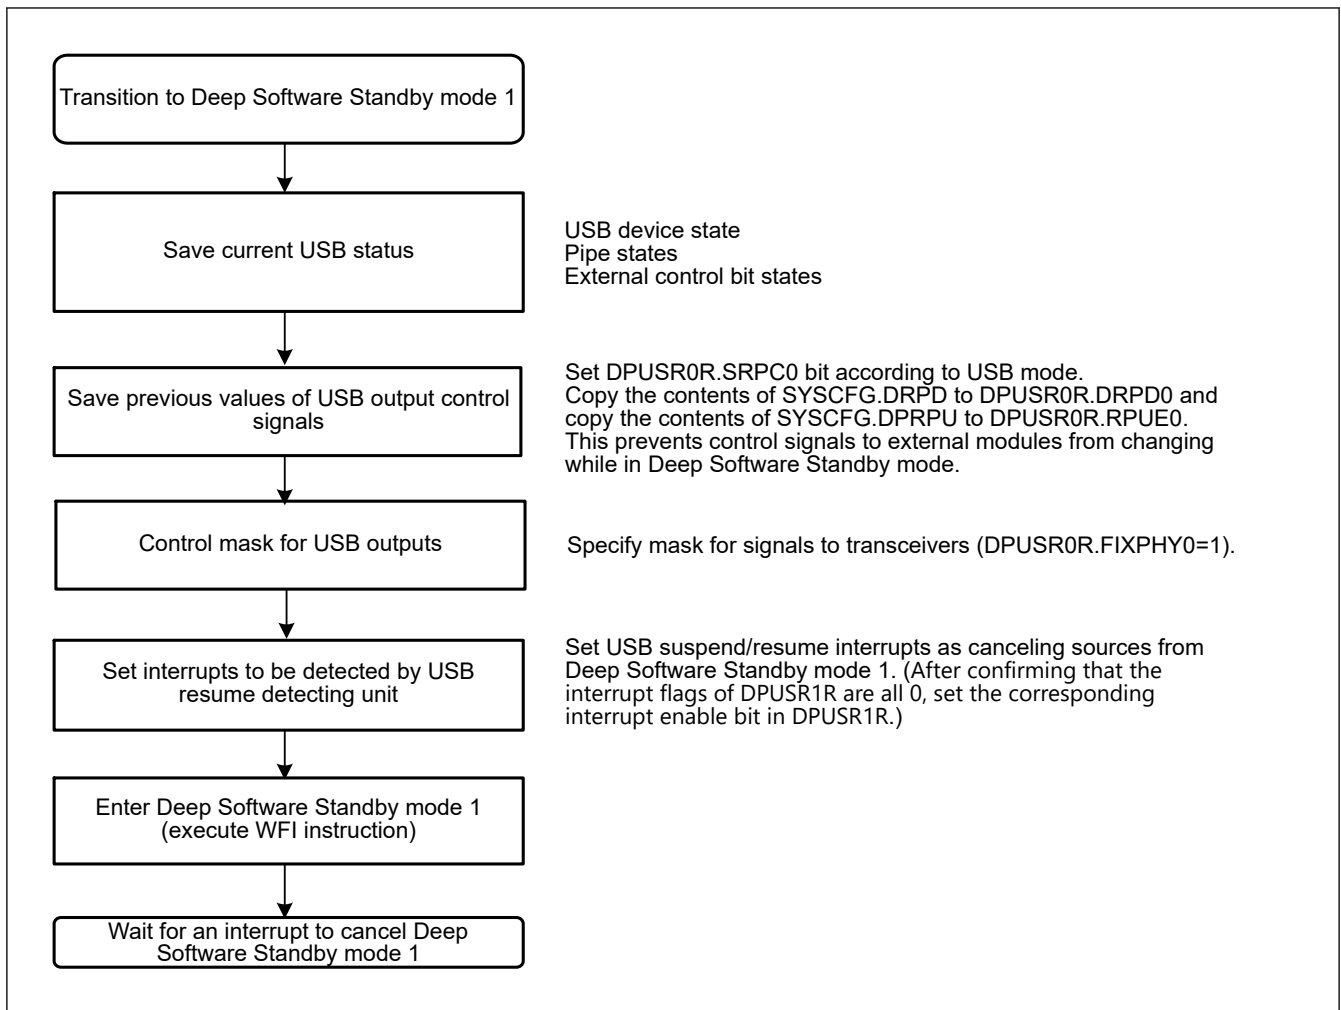 Transition to Deep Software Standby mode 1
Save current USB status
USB device state
Pipe states
External control bit states
Save previous values of USB output control
signals
Set DPUSR0R.SRPC0 bit according to USB mode.
Copy the contents of SYSCFG.DRPD to DPUSR0R.DRPD0 and
copy the contents of SYSCFG.DPRPU to DPUSR0R.RPUE0.
This prevents control signals to external modules from changing
while in Deep Software Standby mode.
Control mask for USB outputs
Specify mask for signals to transceivers (DPUSR0R.FIXPHY0=1).
Set interrupts to be detected by USB
resume detecting unit
Set USB suspend/resume interrupts as canceling sources from
Deep Software Standby mode 1. (After confirming that the
interrupt flags of DPUSR1R are all 0, set the corresponding
interrupt enable bit in DPUSR1R.)
Enter Deep Software Standby mode 1
(execute WFI instruction)
Wait for an interrupt to cancel Deep
Software Standby mode 1